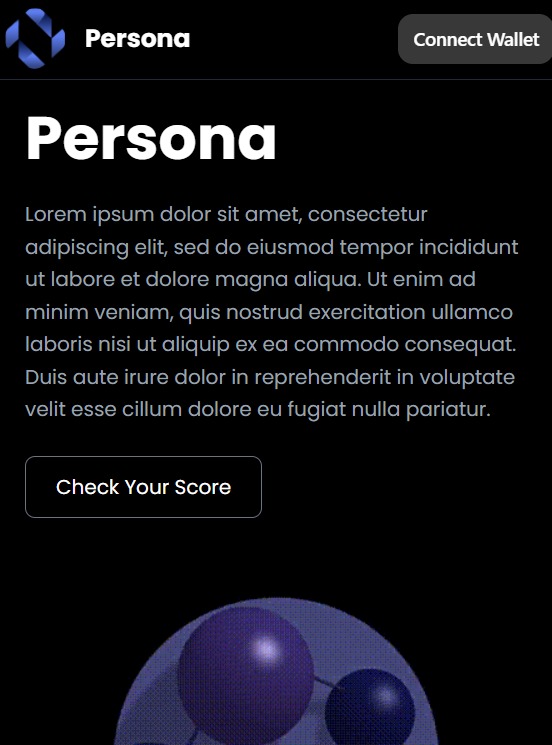 Persona
Connect Wallet
Persona
Lorem ipsum dolor sit amet, consectetur
adipiscing elit, sed do eiusmod tempor incididunt
ut labore et dolore magna aliqua. Ut enim ad
minim veniam, quis nostrud exercitation ullamco
laboris nisi ut aliquip ex ea commodo consequat.
Duis aute irure dolor in reprehenderit in voluptate
velit esse cillum dolore eu fugiat nulla pariatur.
Check Your Score